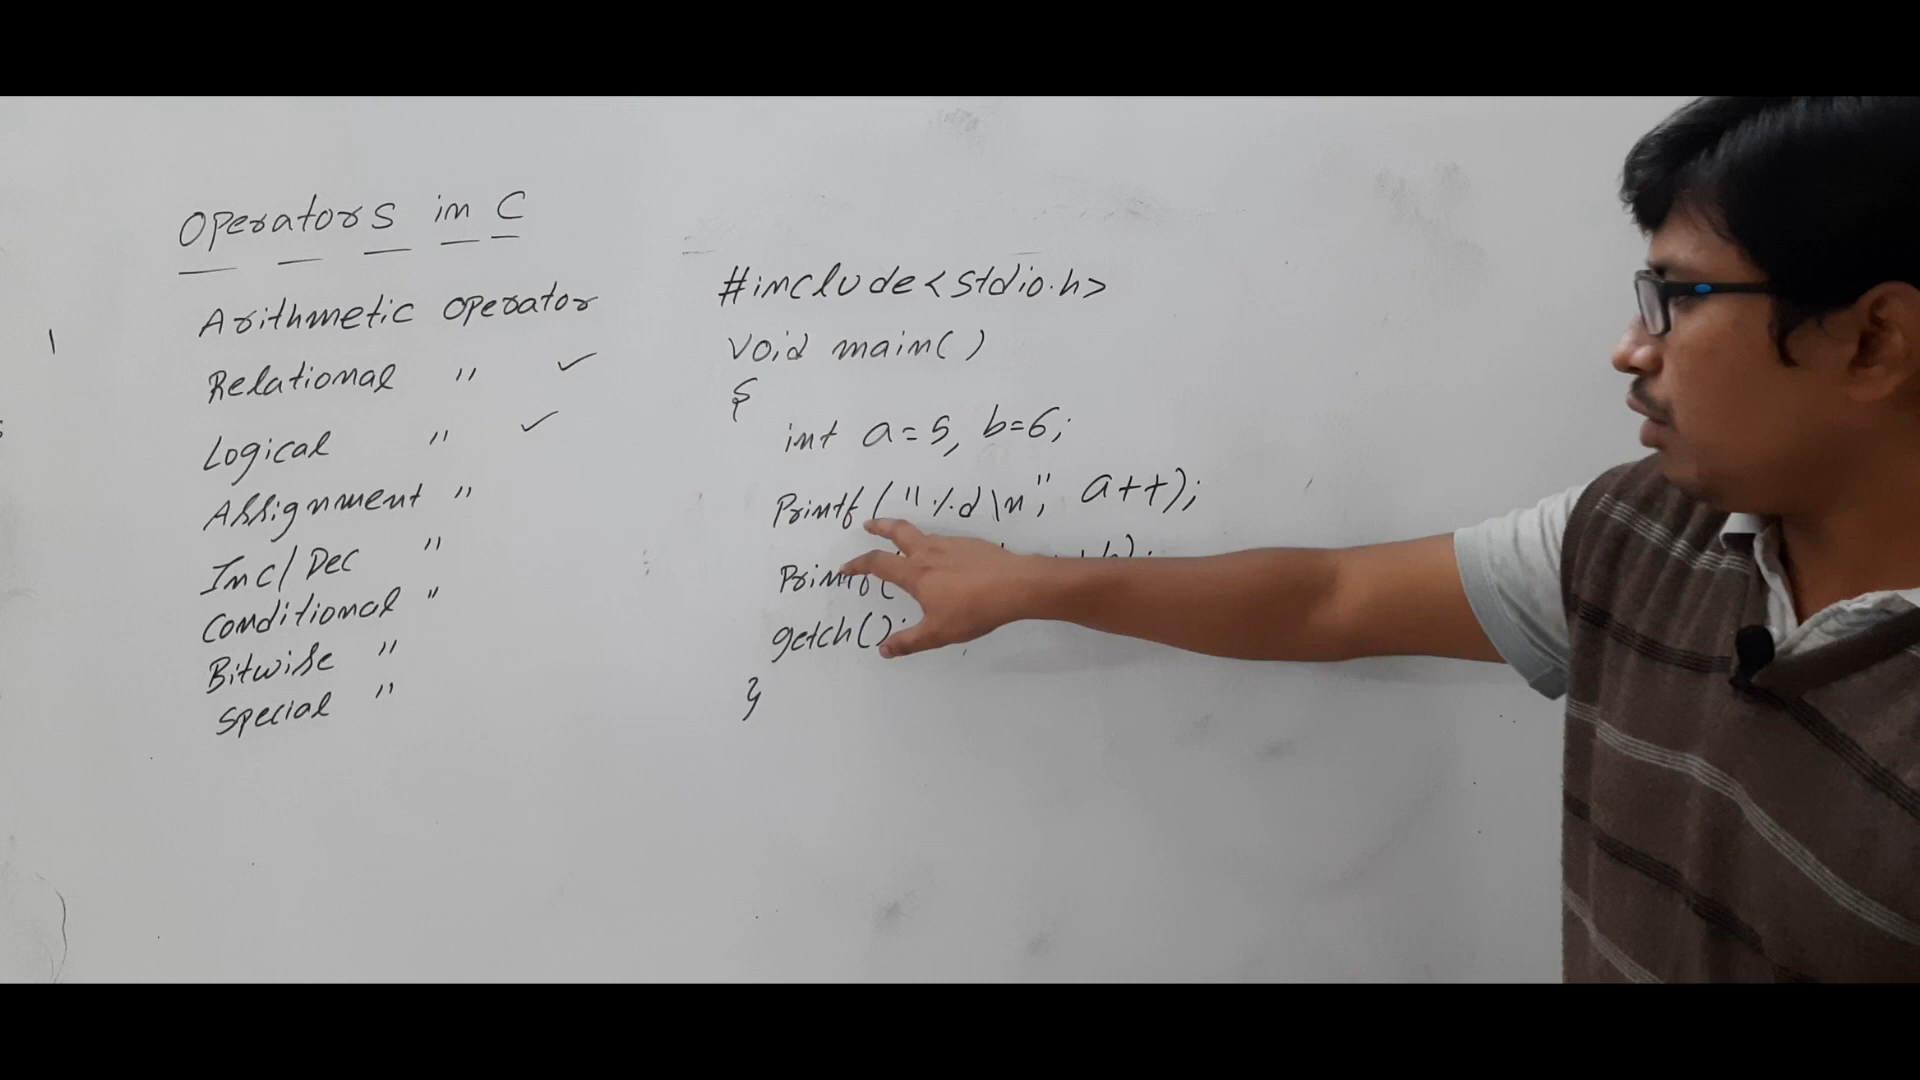 Operators in C
Arithmetic operator
Relational " ✓
Logical " ✓
Assignment "
Inc/Dec "
Conditional "
Bitwise "
Special "
#include<stdio.h>
void main()
{
int a=5, b=6;
Printf("%d\n", a++);
Printf(
getch();
}